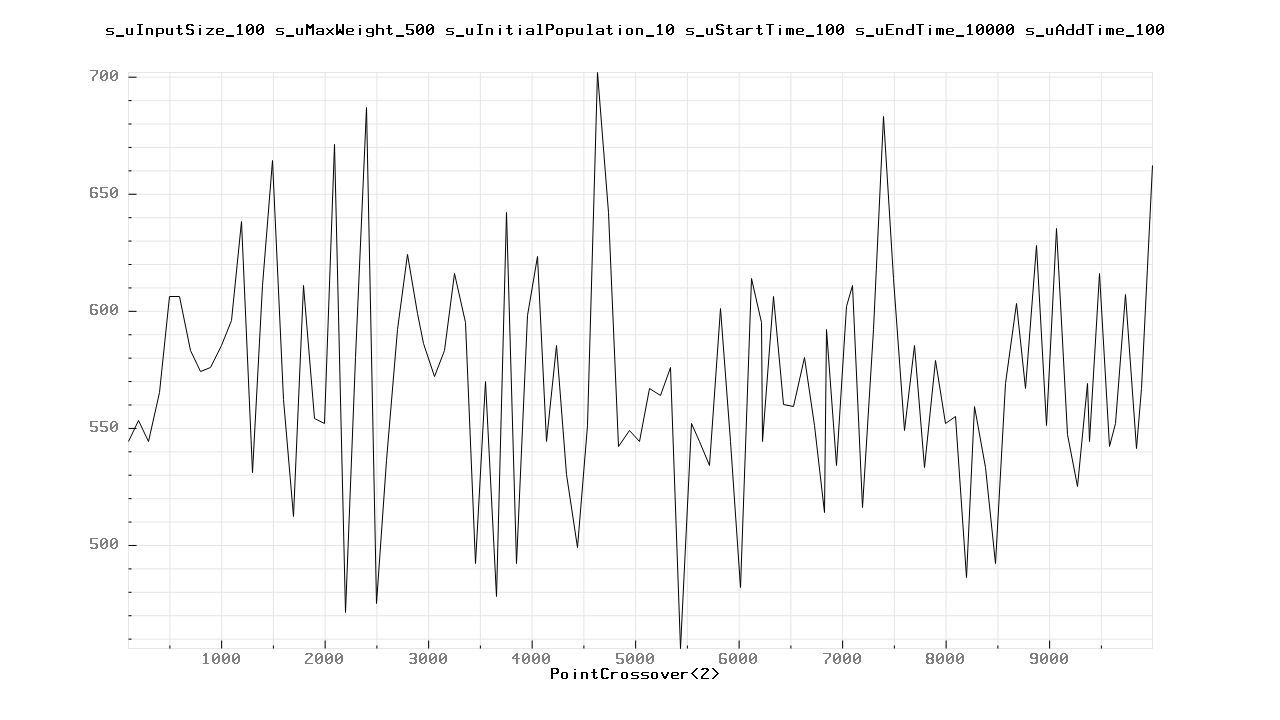 s_uInputSize_100 s_uMaxWeight_500 s_uInitialPopulation_10 s_uStartTime_100 s_uEndTime_10000 s_uAddTime_100
700
650
600
550
500
1000 2000 3000 4000 5000 6000 7000 8000 9000
PointCrossover<2>